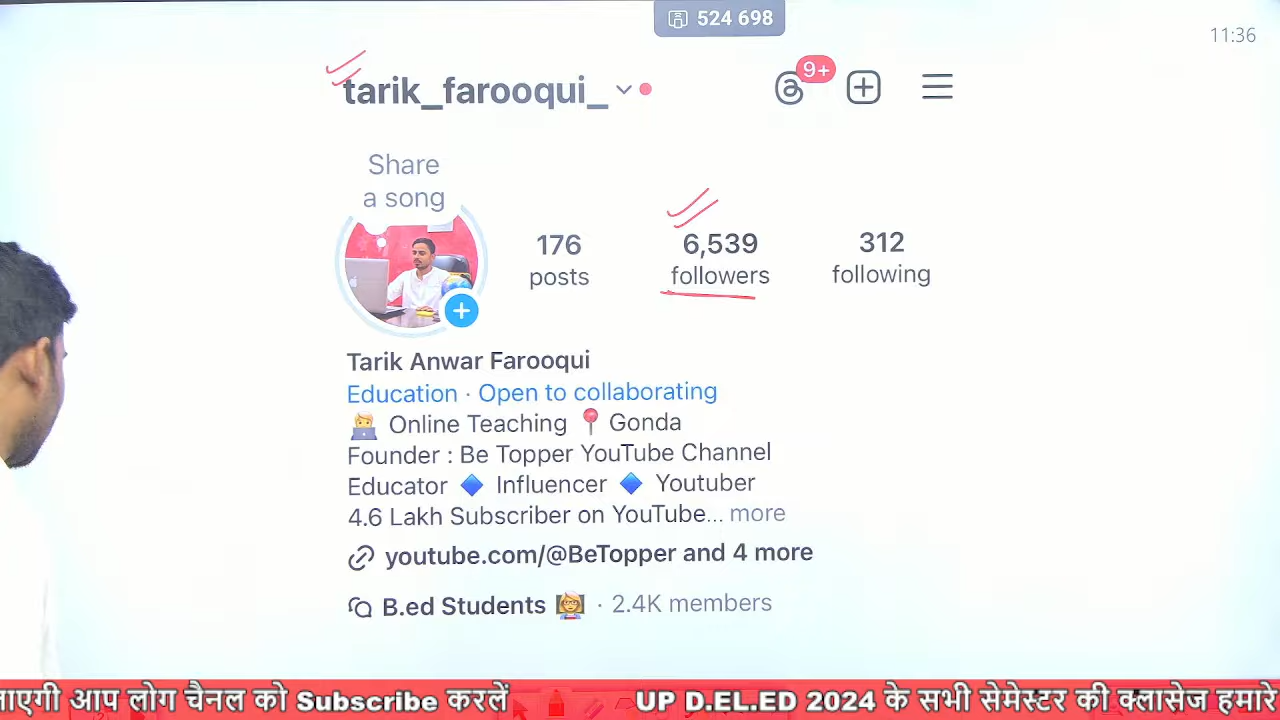 524 698
11:36
tarik_farooqui_
9+
Share
a song
176
posts
6,539
followers
312
following
Tarik Anwar Farooqui
Education · Open to collaborating
Online Teaching 📍 Gonda
Founder : Be Topper YouTube Channel
Educator 🔷 Influencer 🔷 Youtuber
4.6 Lakh Subscriber on YouTube... more
youtube.com/@BeTopper and 4 more
B.ed Students 👩‍🏫 · 2.4K members
आप लोग चैनल को Subscribe करलें
UP D.EL.ED 2024 के सभी सेमेस्टर की क्लासेज हमारे